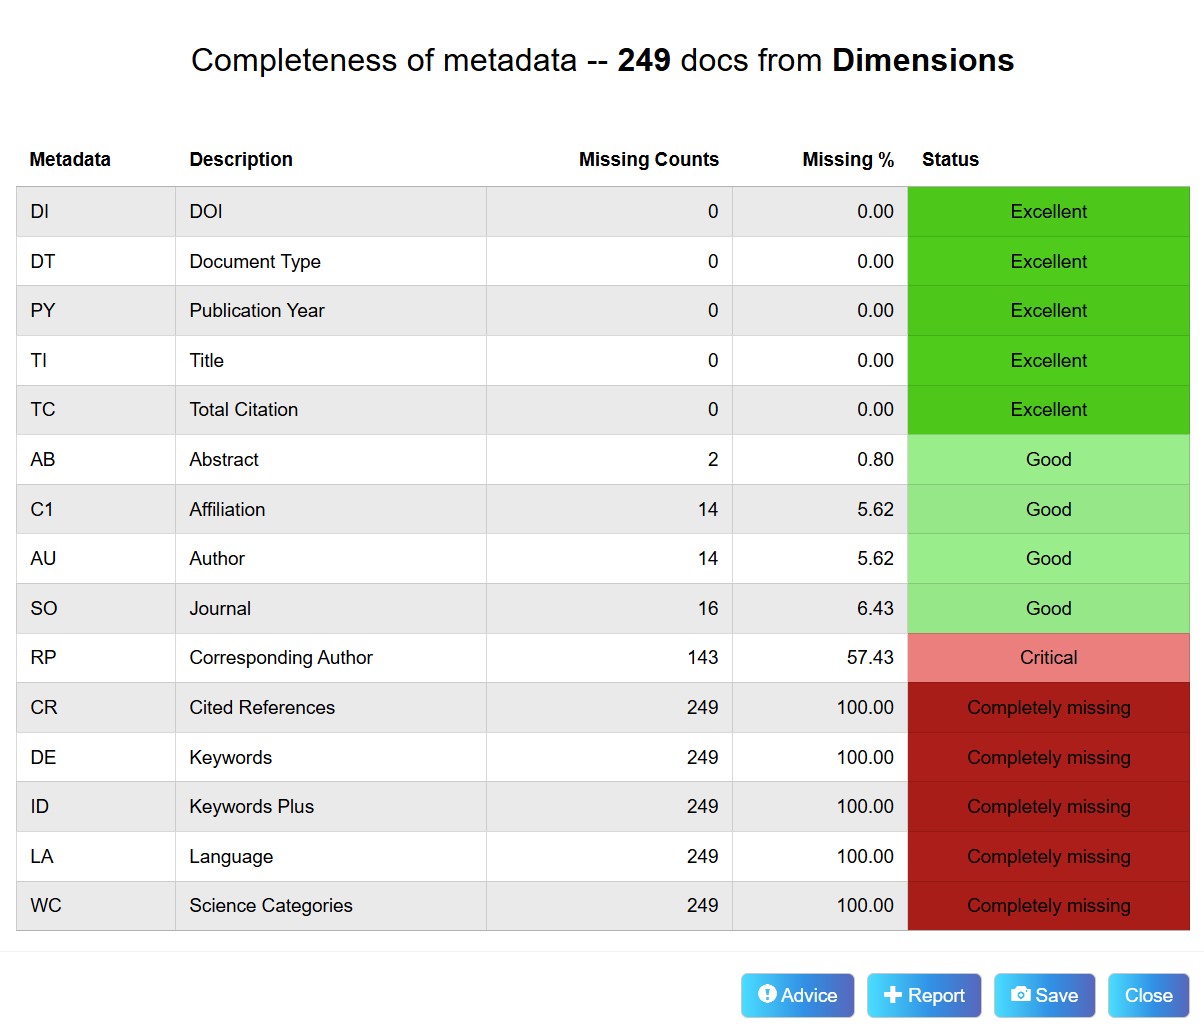 Completeness of metadata -- 249 docs from Dimensions
Metadata Description Missing Counts Missing % Status
DI DOI 0 0.00 Excellent
DT Document Type 0 0.00 Excellent
PY Publication Year 0 0.00 Excellent
TI Title 0 0.00 Excellent
TC Total Citation 0 0.00 Excellent
AB Abstract 2 0.80 Good
C1 Affiliation 14 5.62 Good
AU Author 14 5.62 Good
SO Journal 16 6.43 Good
RP Corresponding Author 143 57.43 Critical
CR Cited References 249 100.00 Completely missing
DE Keywords 249 100.00 Completely missing
ID Keywords Plus 249 100.00 Completely missing
LA Language 249 100.00 Completely missing
WC Science Categories 249 100.00 Completely missing
Advice Report Save Close